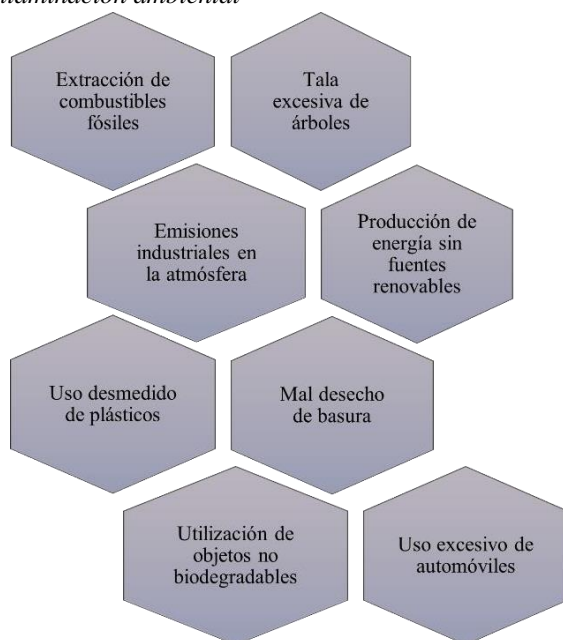 ambiental
Extracción de
combustibles
fósiles
Tala
excesiva de
árboles
Emisiones
industriales en
la atmósfera
Producción de
energía sin
fuentes
renovables
Uso desmedido
de plásticos
Mal desecho
de basura
Utilización de
objetos no
biodegradables
Uso excesivo de
automóviles